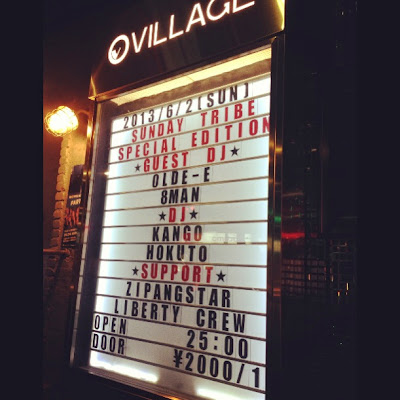 VILLAGE
2013/6/2[SUN]
SUNDAY TRIBE
SPECIAL EDITION
★GUEST DJ★
OLDE-E
8MAN
★DJ★
KANGO
HOKUTO
★SUPPORT★
ZIPANGSTAR
LIBERTY CREW
OPEN 25:00
DOOR ¥2000/1